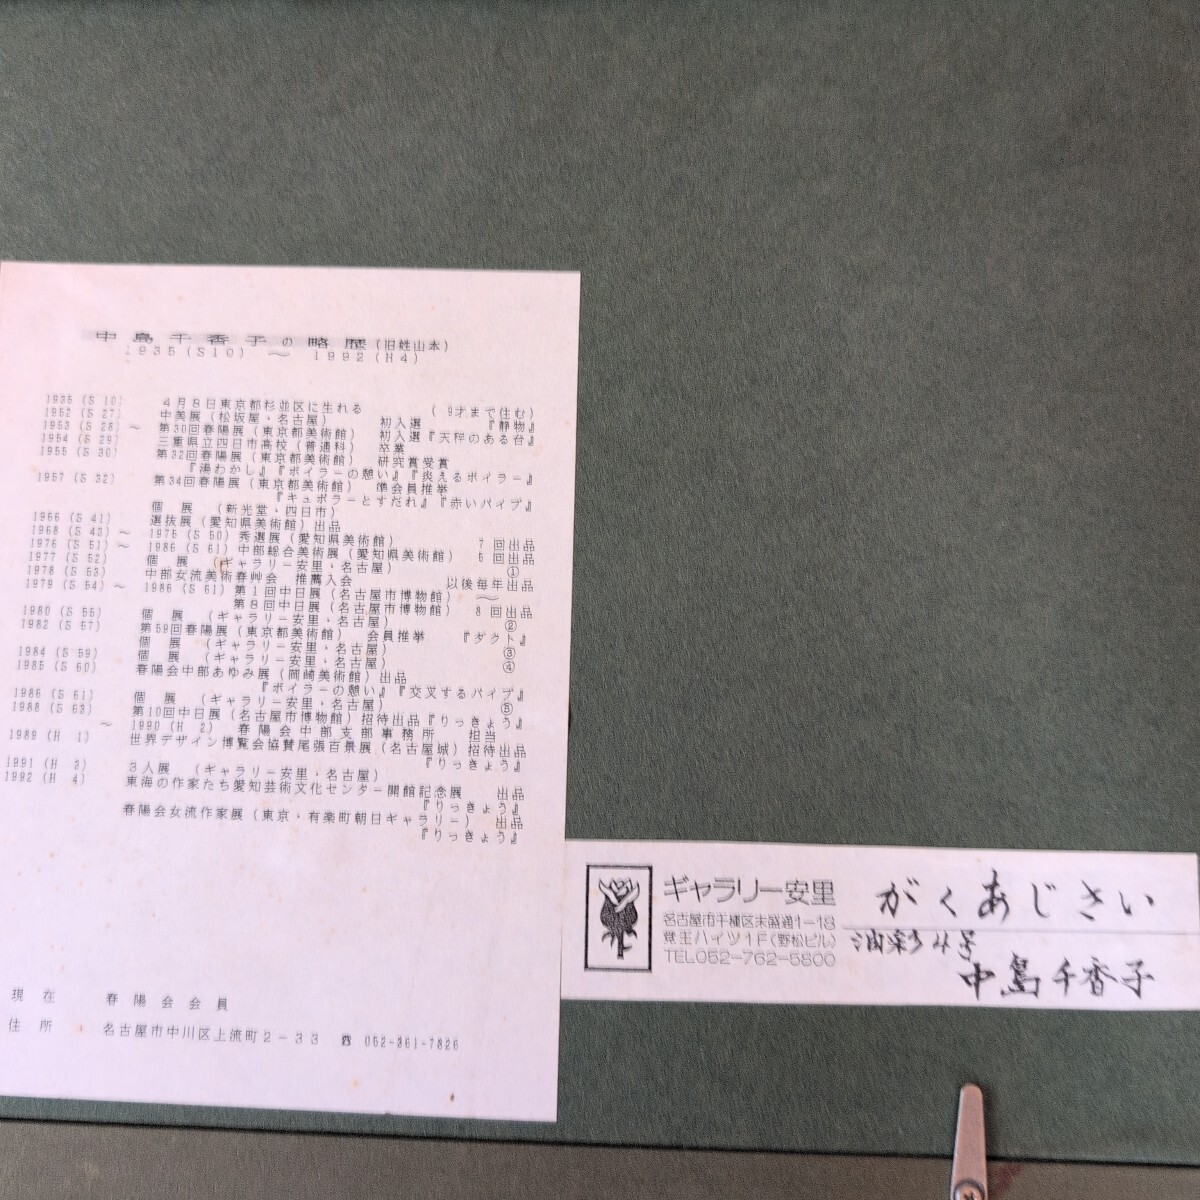 中島千香子の略歴(旧姓山本)
1935(S10) ～ 1992(H4)
1935 (S 10) 4月8日東京都杉並区に生れる (9才まで住む)
1952 (S 27) 中美展(松坂屋・名古屋) 初入選 『静物』
1953 (S 28) ～ 第30回春陽展(東京都美術館) 初入選『天秤のある台』
1954 (S 29) 三重県立四日市高校(普通科) 卒業
1955 (S 30) 第32回春陽展(東京都美術館) 研究賞受賞
『湯わかし』『ボイラーの憩い』『炎えるボイラー』
1957 (S 32) 第34回春陽展(東京都美術館) 準会員推挙
『キュポラーとすだれ』『赤いパイプ』
個 展 (新光堂・四日市)
1966 (S 41) 選抜展(愛知県美術館)出品
1968 (S 43) ～ 1975 (S 50) 秀選展(愛知県美術館) 7回出品
1976 (S 51) ～ 1986 (S 61) 中部総合美術展(愛知県美術館) 5回出品
1977 (S 52) 個 展 (ギャラリー安里・名古屋) ①
1978 (S 53) 中部女流美術春艸会 推薦入会 以後毎年出品
1979 (S 54) ～ 1986 (S 61) 第1回中日展(名古屋市博物館) ～
第8回中日展(名古屋市博物館) 8回出品
1980 (S 55) 個 展 (ギャラリー安里・名古屋) ②
1982 (S 57) 第59回春陽展(東京都美術館) 会員推挙 『ダクト』
個 展 (ギャラリー安里・名古屋) ③
1984 (S 59) 個 展 (ギャラリー安里・名古屋) ④
1985 (S 60) 春陽会中部あゆみ展(岡崎美術館)出品
『ボイラーの憩い』『交叉するパイプ』
1986 (S 61) 個 展 (ギャラリー安里・名古屋) ⑤
1988 (S 63) 第10回中日展(名古屋市博物館)招待出品『りっきょう』
～ 1990 (H 2) 春陽会中部支部事務所 担当
1989 (H 1) 世界デザイン博覧会協賛尾張百景展(名古屋城)招待出品
『りっきょう』
1991 (H 3) 3人展 (ギャラリー安里・名古屋)
1992 (H 4) 東海の作家たち愛知芸術文化センター開館記念展 出品
『りっきょう』
春陽会女流作家展(東京・有楽町朝日ギャラリー) 出品
『りっきょう』
現在 春陽会会員
住所 名古屋市中川区上流町2-33 ☎ 052-361-7826
ギャラリー安里
名古屋市千種区末盛通1-18
覚王ハイツ1F(野松ビル)
TEL052-762-5800
がくあじさい
油彩4号
中島千香子